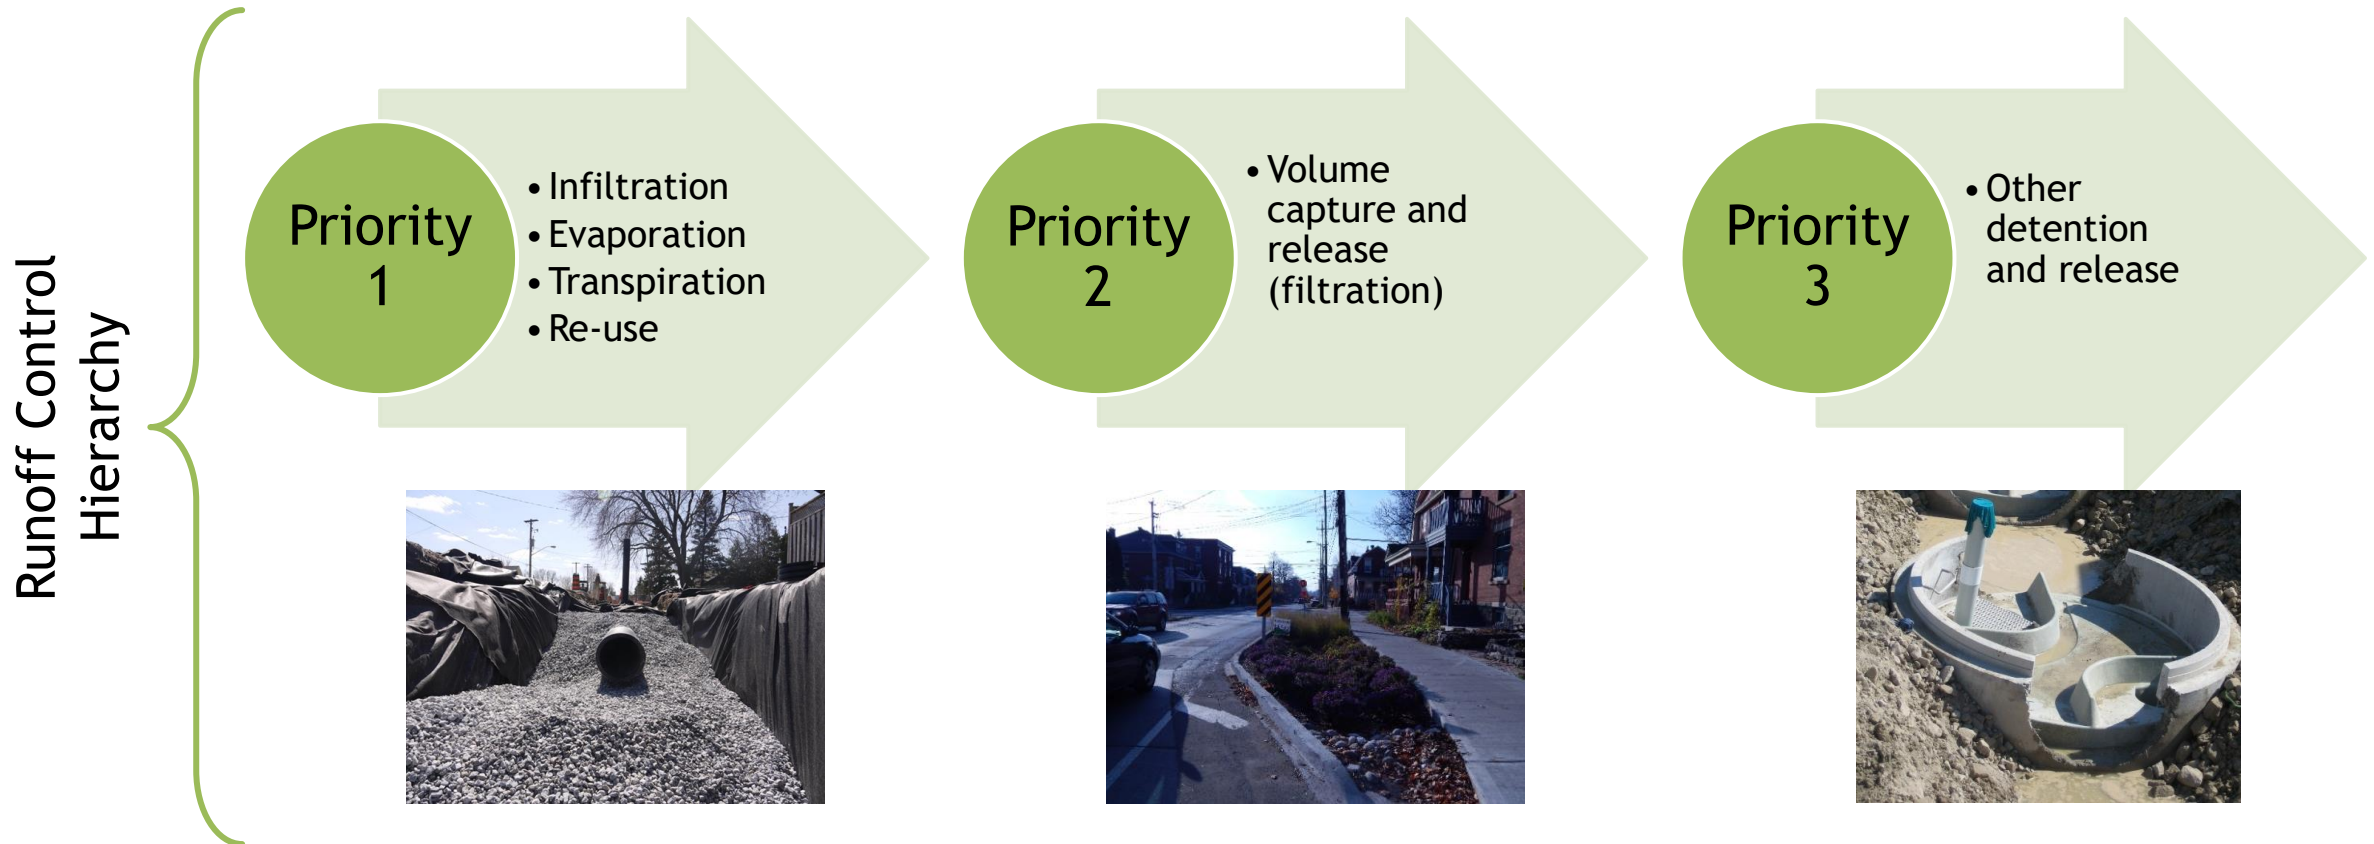 Runoff Control
Hierarchy
Priority
1
• Infiltration
• Evaporation
• Transpiration
• Re-use
Priority
2
• Volume
capture and
release
(filtration)
Priority
3
• Other
detention
and release